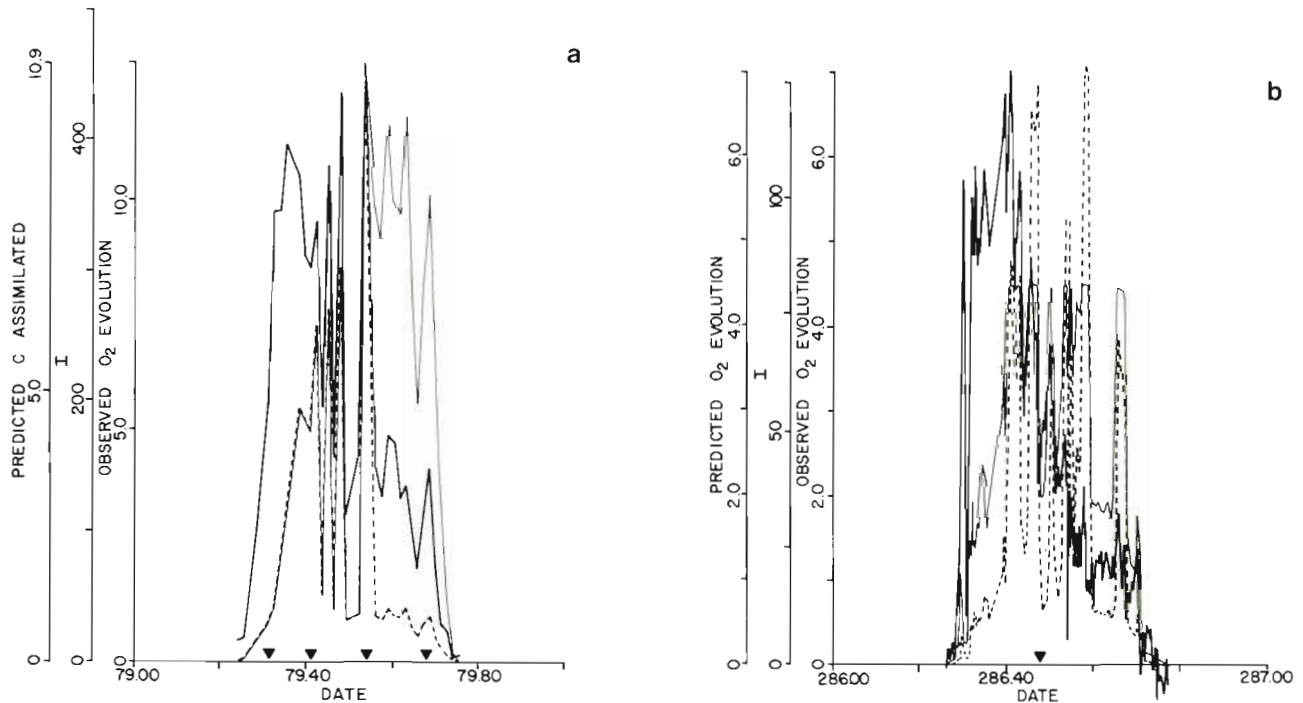 a
PREDICTED C ASSIMILATED
10.9
5.0
0
I
400
200
0
OBSERVED O2 EVOLUTION
10.0
5.0
0
79.00
79.40
79.80
DATE
b
PREDICTED O2 EVOLUTION
6.0
4.0
2.0
0
I
100
50
0
OBSERVED O2 EVOLUTION
6.0
4.0
2.0
0
28600
286.40
287.00
DATE